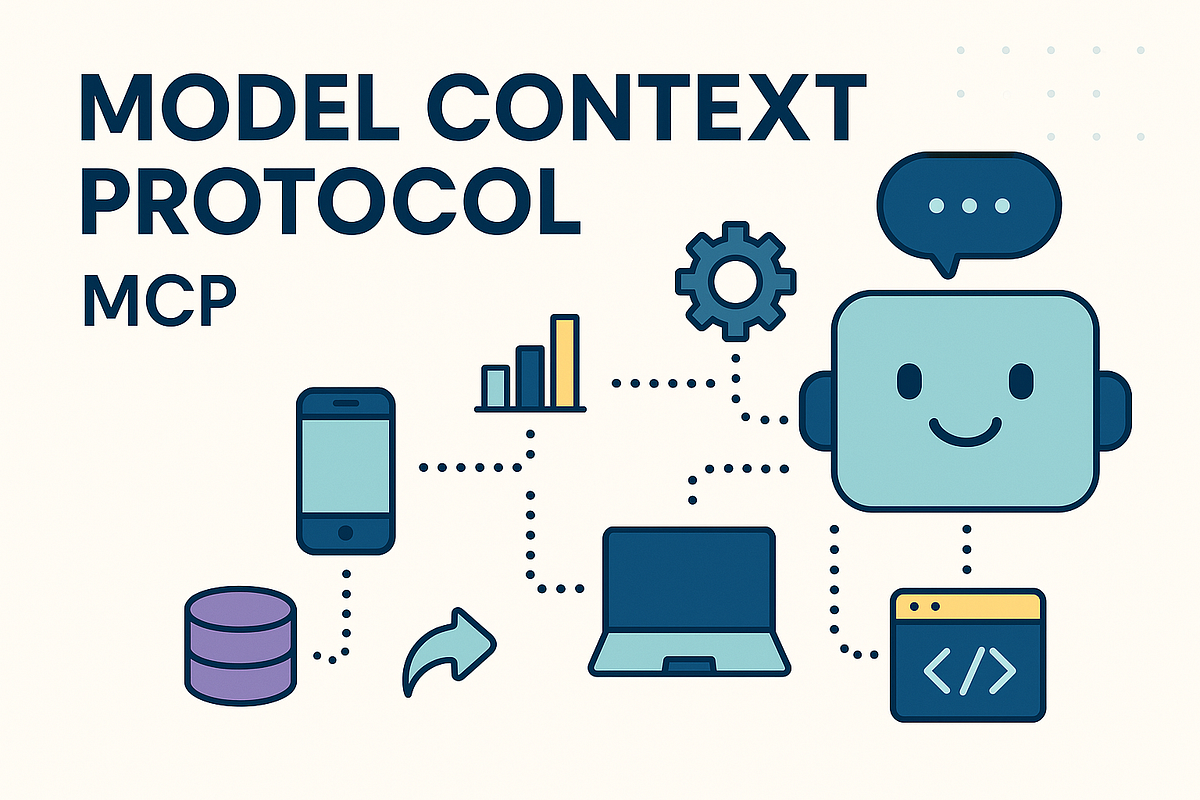 MODEL CONTEXT
PROTOCOL
MCP
</>